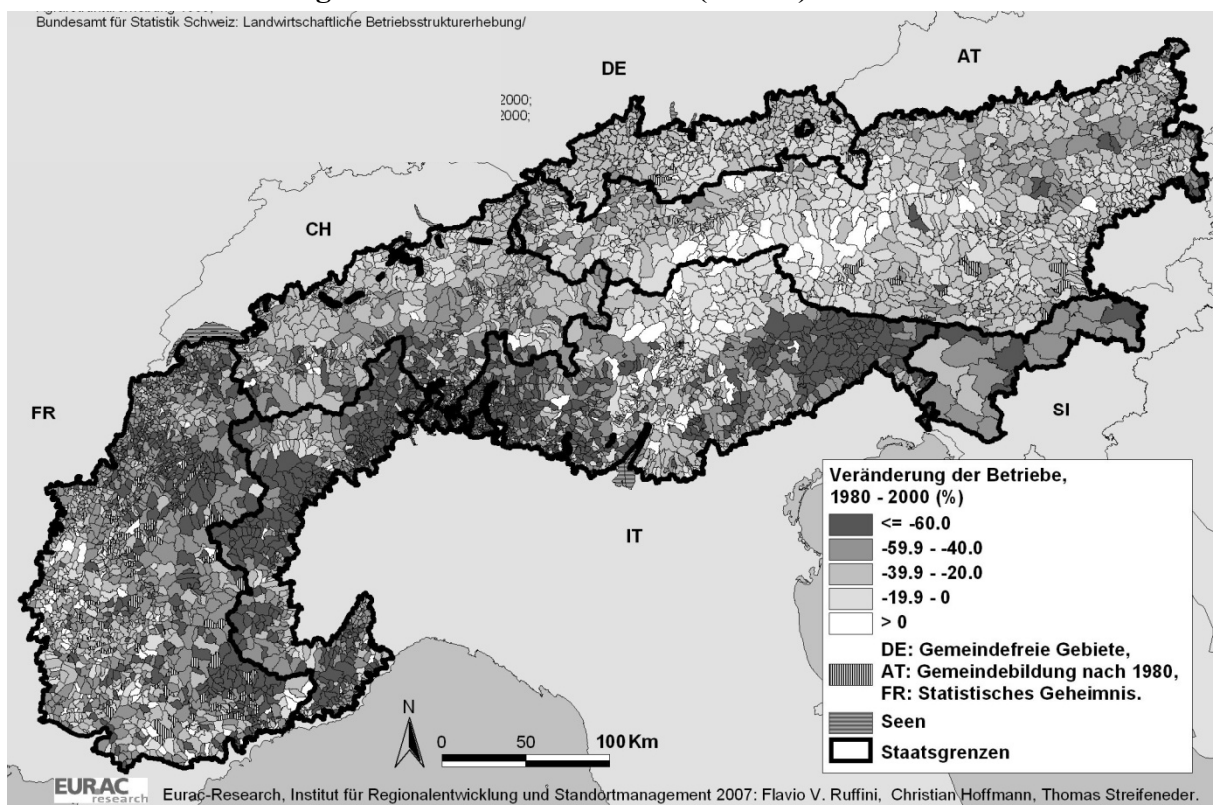 Bundesamt für Statistik Schweiz: Landwirtschaftliche Betriebsstrukturerhebung/
2000;
2000;
DE
AT
CH
FR
IT
SI
Veränderung der Betriebe,
1980 - 2000 (%)
<= -60.0
-59.9 - -40.0
-39.9 - -20.0
-19.9 - 0
> 0
DE: Gemeindefreie Gebiete,
AT: Gemeindebildung nach 1980,
FR: Statistisches Geheimnis.
Seen
Staatsgrenzen
N
0 50 100 Km
EURAC
research
Eurac-Research, Institut für Regionalentwicklung und Standortmanagement 2007: Flavio V. Ruffini, Christian Hoffmann, Thomas Streifeneder.